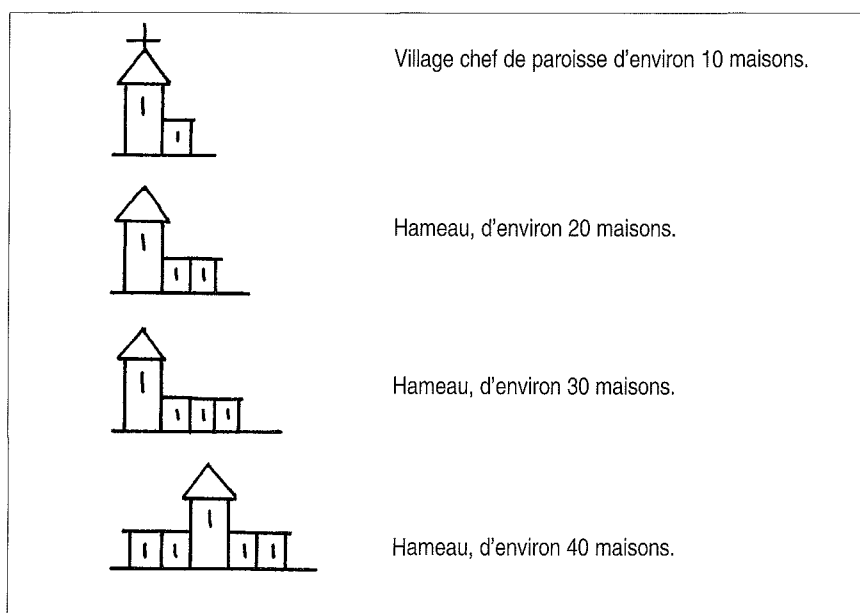 Village chef de paroisse d'environ 10 maisons.
Hameau, d'environ 20 maisons.
Hameau, d'environ 30 maisons.
Hameau, d'environ 40 maisons.